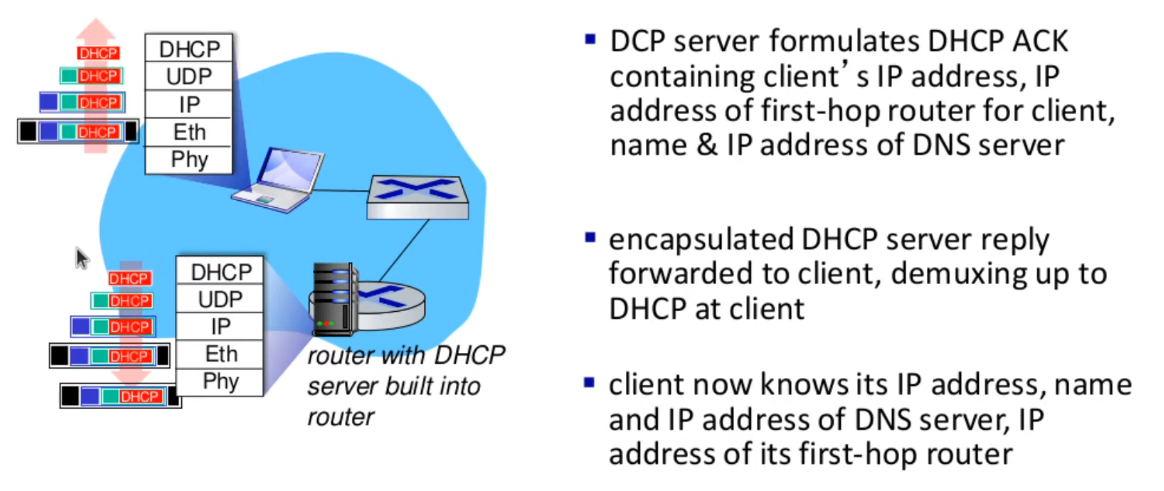 DHCP
DHCP
DHCP
DHCP
DHCP
UDP
IP
Eth
Phy
DHCP
DHCP
DHCP
DHCP
DHCP
DHCP
UDP
IP
Eth
Phy
router with DHCP
server built into
router
▪ DCP server formulates DHCP ACK
containing client’s IP address, IP
address of first-hop router for client,
name & IP address of DNS server
▪ encapsulated DHCP server reply
forwarded to client, demuxing up to
DHCP at client
▪ client now knows its IP address, name
and IP address of DNS server, IP
address of its first-hop router